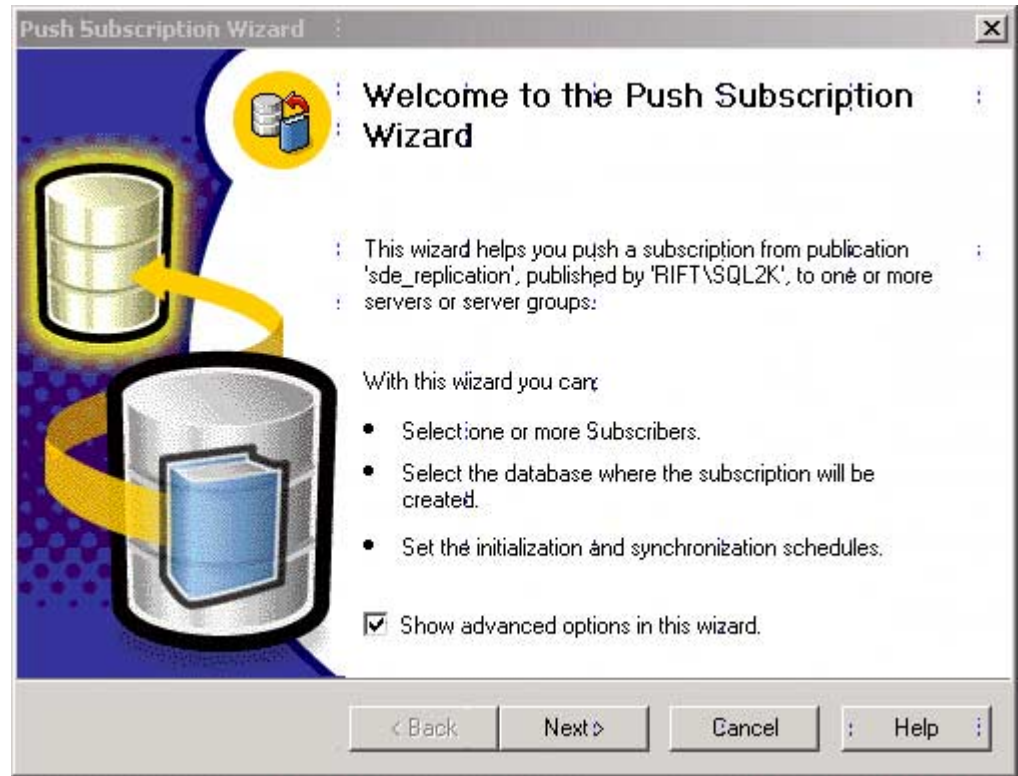 Push Subscription Wizard
Welcome to the Push Subscription
Wizard
This wizard helps you push a subscription from publication
'sde_replication', published by 'RIFT\SQL2K', to one or more
servers or server groups.
With this wizard you can:
• Select one or more Subscribers.
• Select the database where the subscription will be
created.
• Set the initialization and synchronization schedules.
Show advanced options in this wizard.
< Back
Next >
Cancel
Help